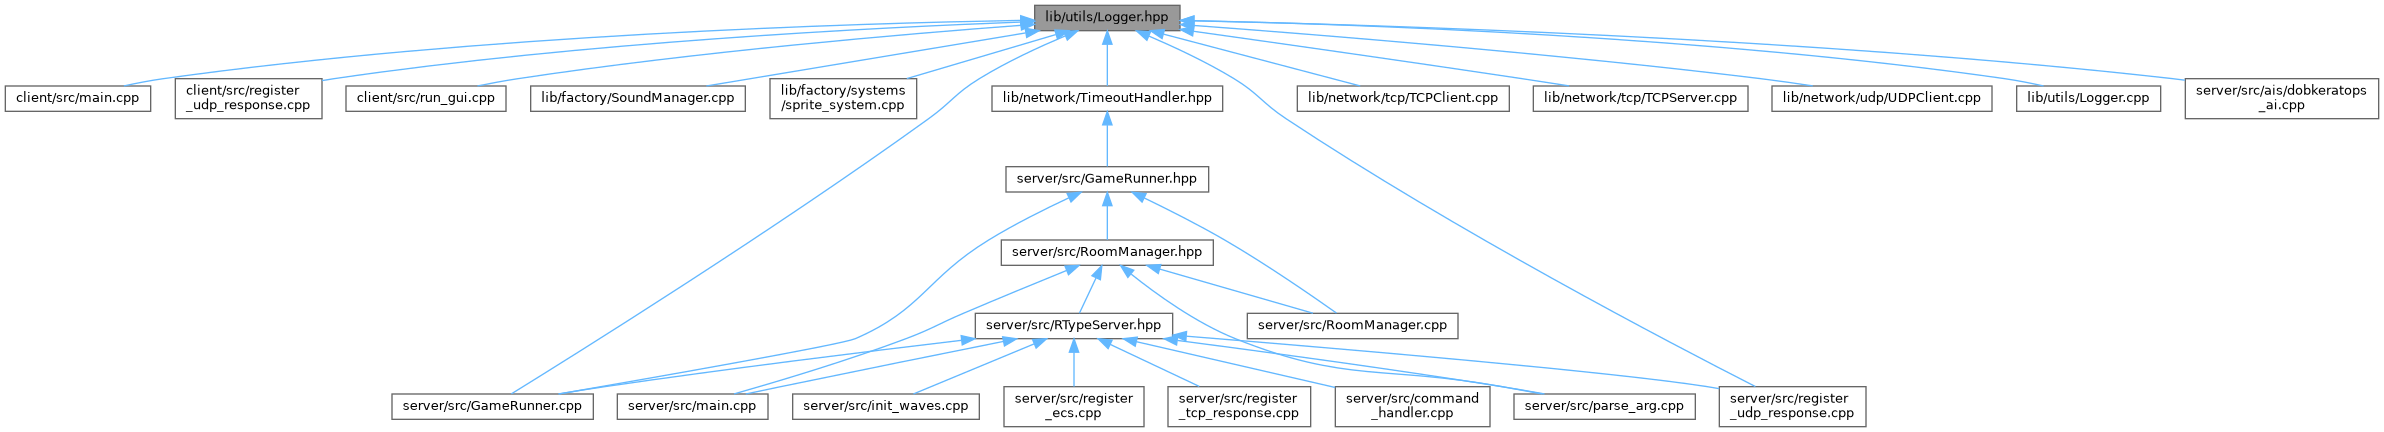 lib/utils/Logger.hpp
client/src/main.cpp
client/src/register
_udp_response.cpp
client/src/run_gui.cpp
lib/factory/SoundManager.cpp
lib/factory/systems
/sprite_system.cpp
lib/network/TimeoutHandler.hpp
lib/network/tcp/TCPClient.cpp
lib/network/tcp/TCPServer.cpp
lib/network/udp/UDPClient.cpp
lib/utils/Logger.cpp
server/src/ais/dobkeratops
_ai.cpp
server/src/GameRunner.hpp
server/src/RoomManager.hpp
server/src/RTypeServer.hpp
server/src/RoomManager.cpp
server/src/GameRunner.cpp
server/src/main.cpp
server/src/init_waves.cpp
server/src/register
_ecs.cpp
server/src/register
_tcp_response.cpp
server/src/command
_handler.cpp
server/src/parse_arg.cpp
server/src/register
_udp_response.cpp